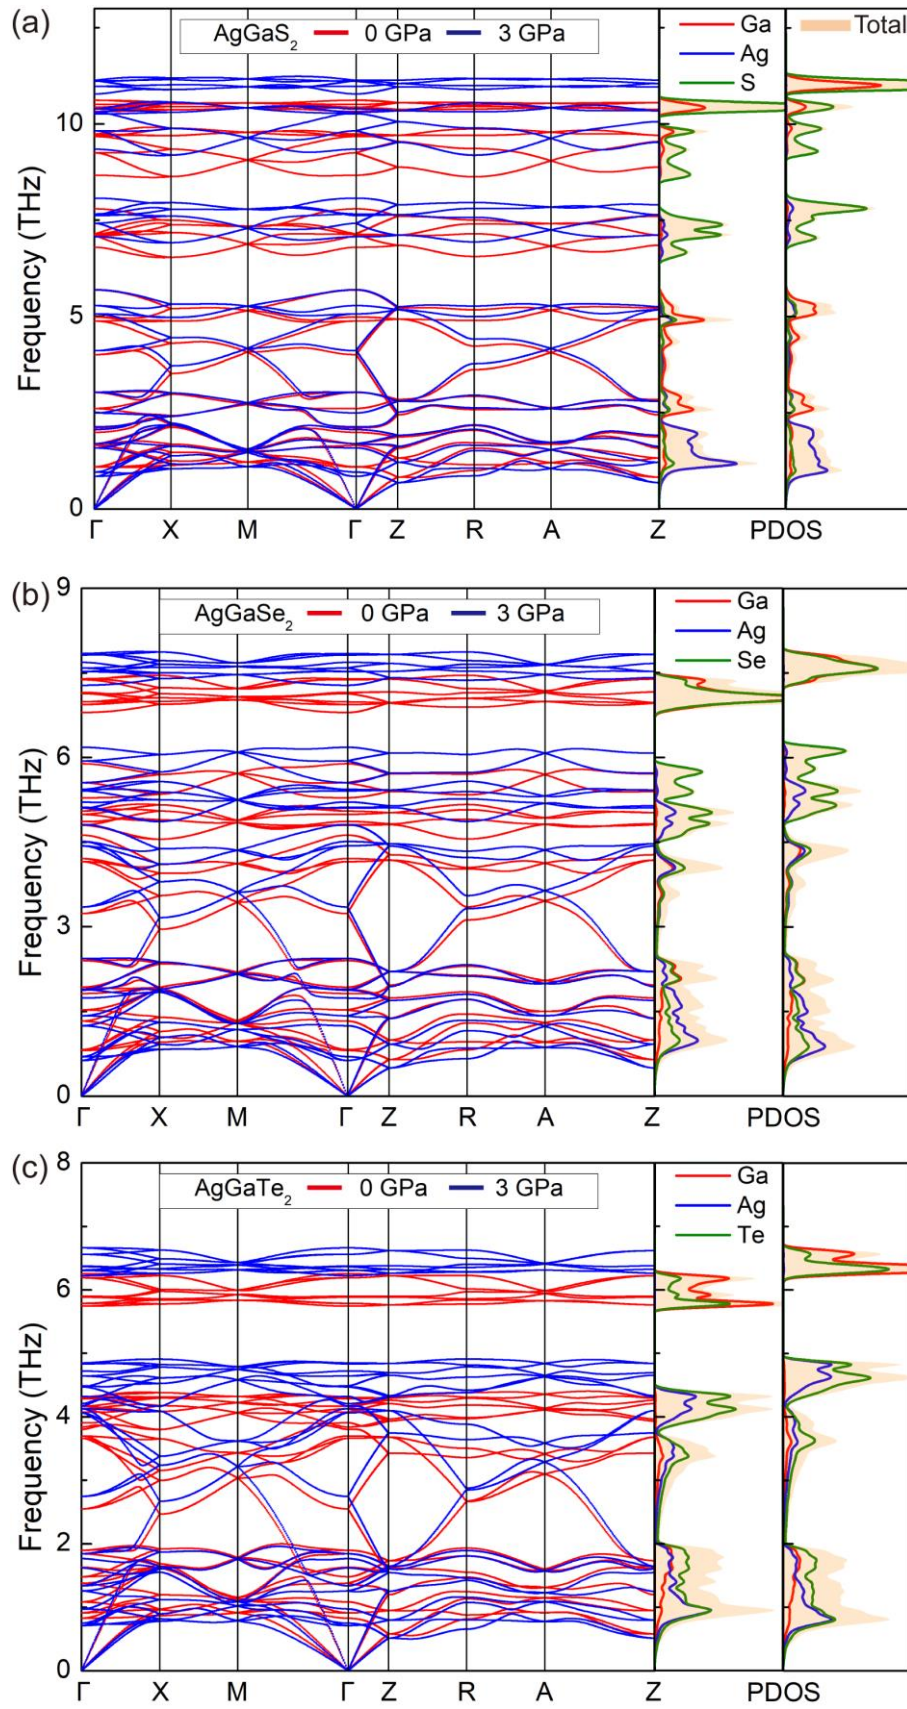 (a)
AgGaS₂ 0 GPa 3 GPa
Ga
Ag
S
Total
Frequency (THz)
10
5
0
Γ X M Γ Z R A Z PDOS
(b)
AgGaSe₂ 0 GPa 3 GPa
Ga
Ag
Se
Frequency (THz)
9
6
3
0
Γ X M Γ Z R A Z PDOS
(c)
AgGaTe₂ 0 GPa 3 GPa
Ga
Ag
Te
Frequency (THz)
8
6
4
2
0
Γ X M Γ Z R A Z PDOS